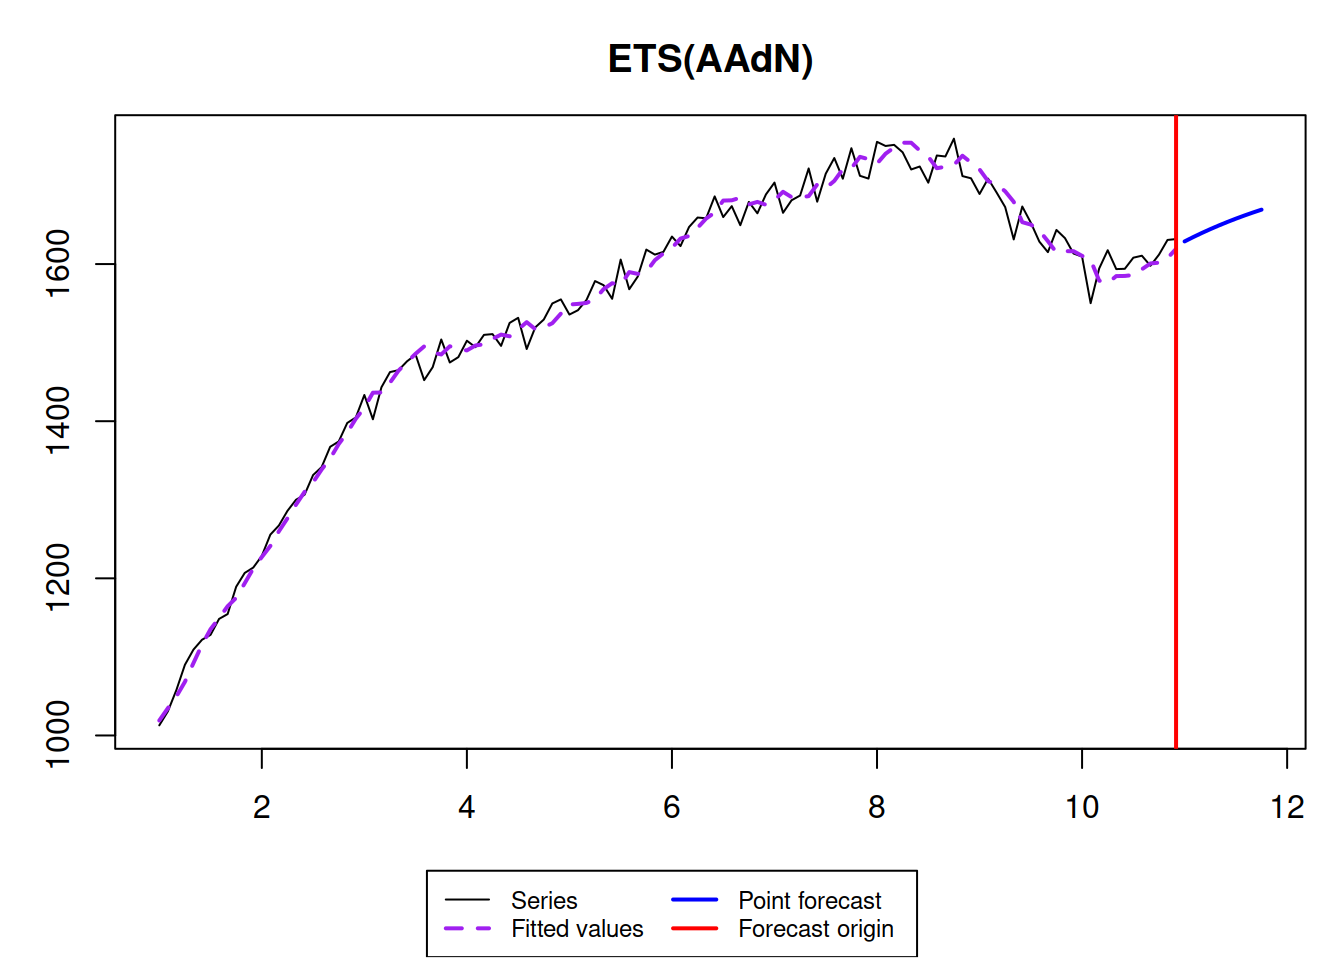 ETS(AAdN)
1600
1400
1200
1000
2 4 6 8 10 12
Series Point forecast
Fitted values Forecast origin